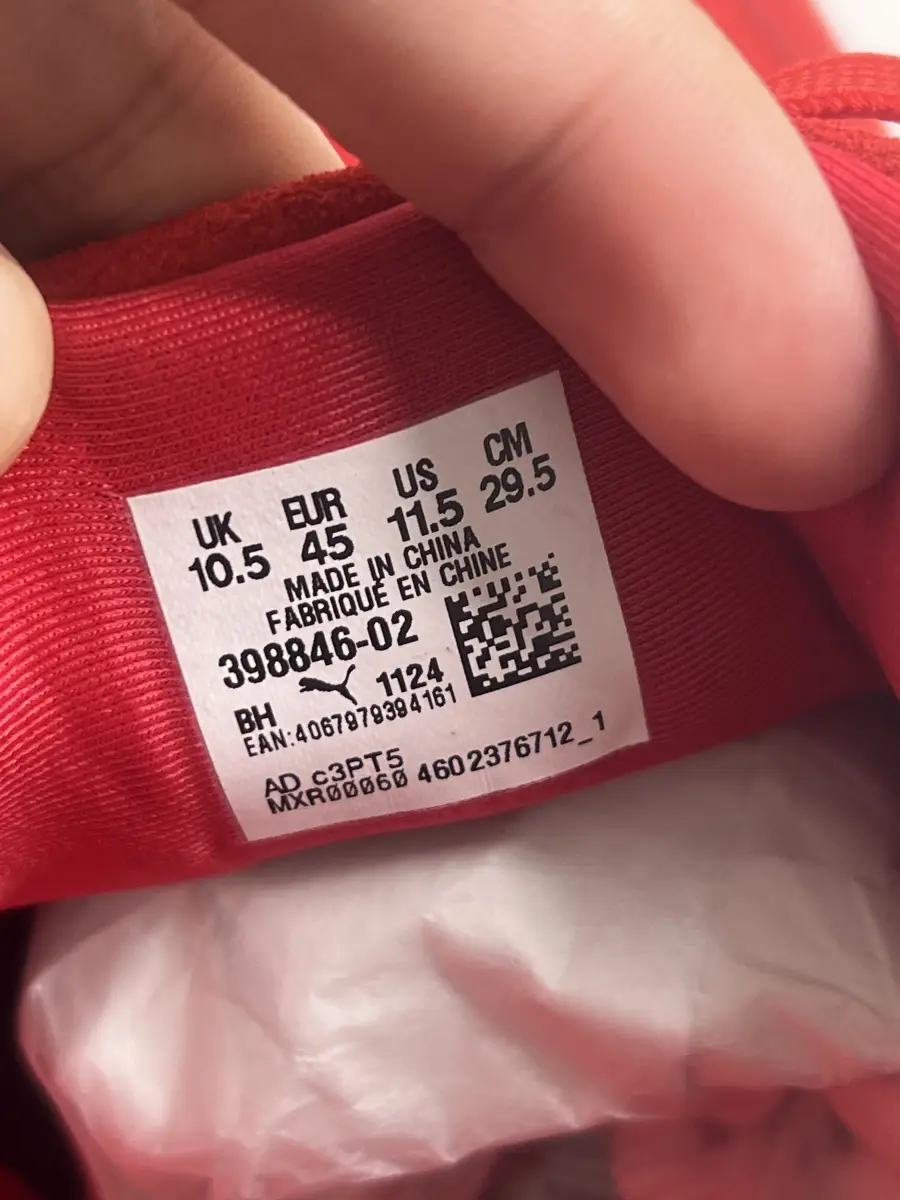 UK EUR US CM
10.5 45 11.5 29.5
MADE IN CHINA
FABRIQUÉ EN CHINE
398846-02
BH 1124
EAN:4067979394161
AD c3PT5
MXR00060 4602376712_1